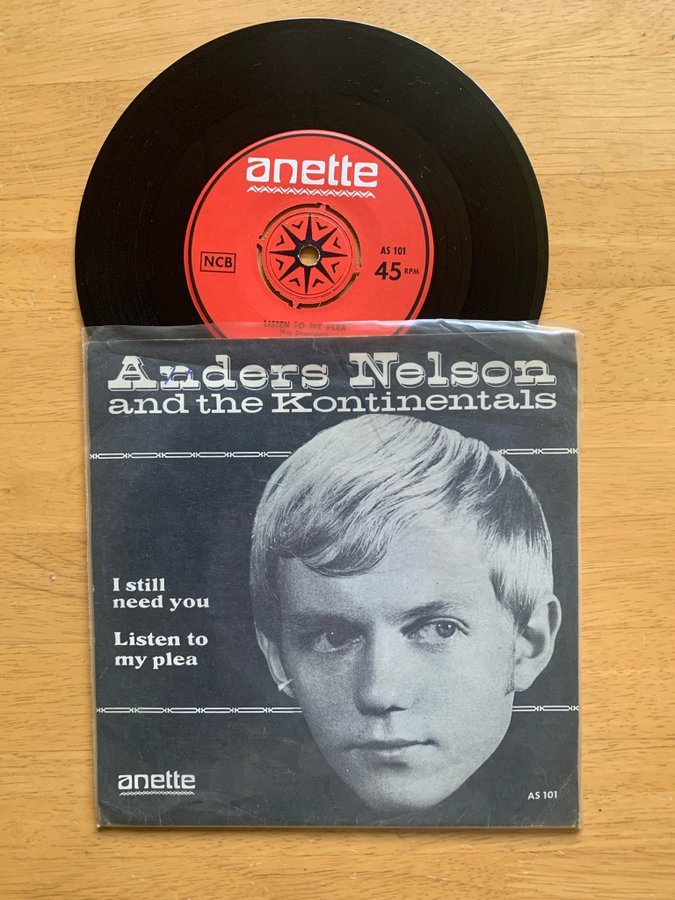 anette
NCB
AS 101
45 RPM
LISTEN TO MY PLEA
Anders Nelson
and the Kontinentals
I still
need you
Listen to
my plea
anette
AS 101